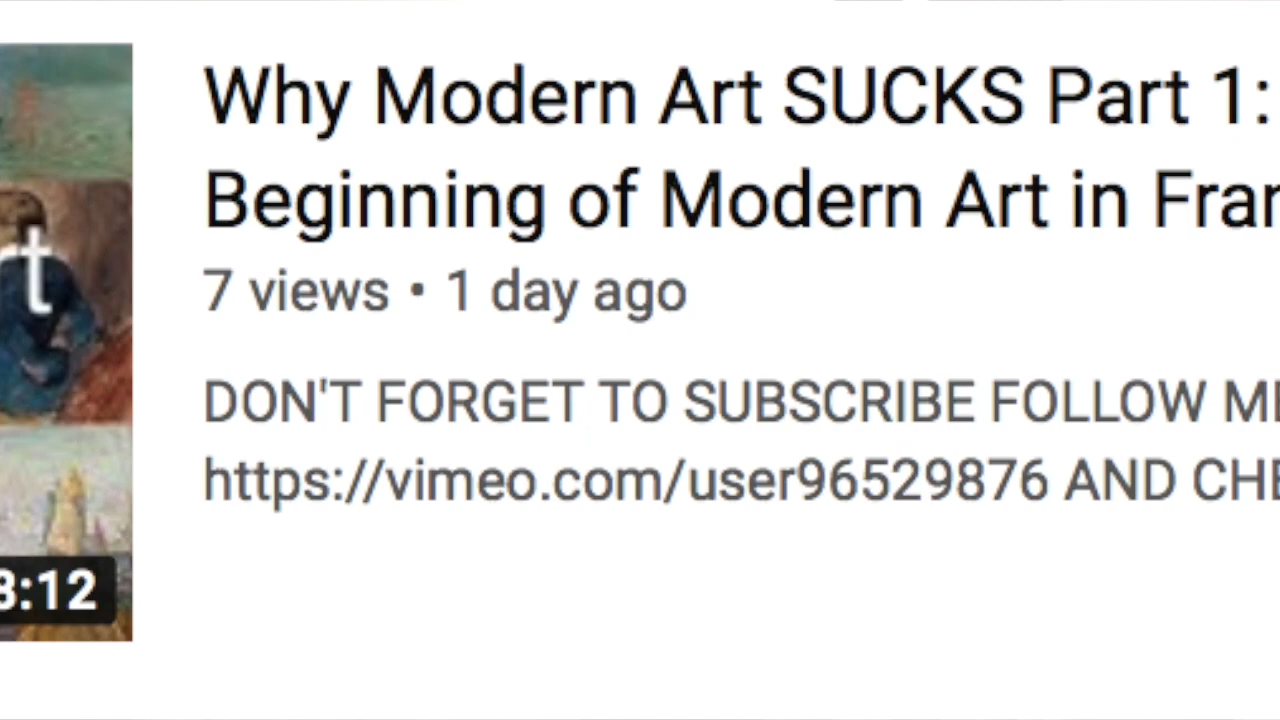 Why Modern Art SUCKS Part 1:
Beginning of Modern Art in
7 views • 1 day ago
DON'T FORGET TO SUBSCRIBE FOLLOW
https://vimeo.com/user96529876 AND
:12